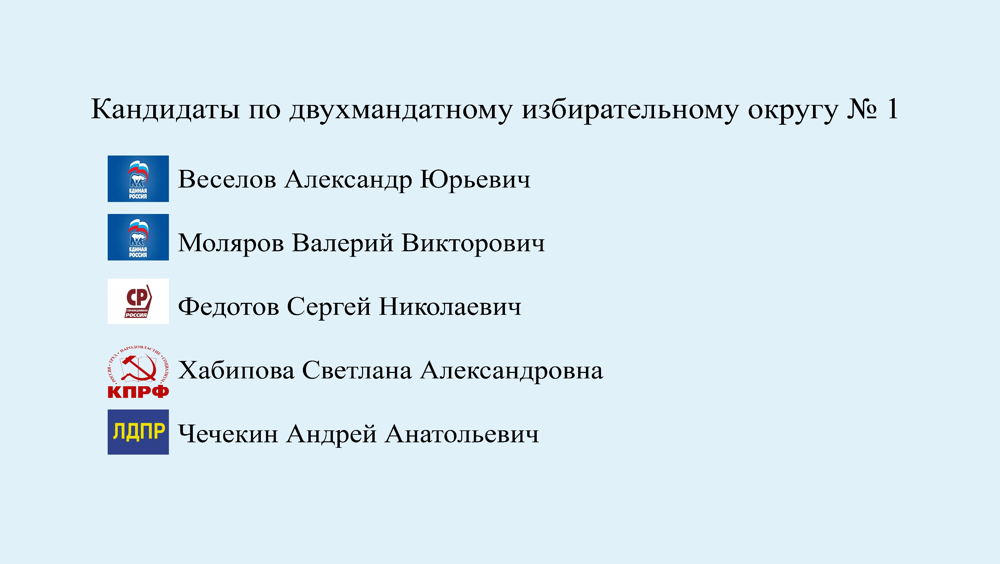 Кандидаты по двухмандатному избирательному округу № 1
ЕДИНАЯ
РОССИЯ
Веселов Александр Юрьевич
ЕДИНАЯ
РОССИЯ
Моляров Валерий Викторович
СР
СПРАВЕДЛИВАЯ
РОССИЯ
Федотов Сергей Николаевич
• РОССИЯ • ТРУД • НАРОДОВЛАСТИЕ • СОЦИАЛИЗМ •
КПРФ
Хабипова Светлана Александровна
ЛДПР
Чечекин Андрей Анатольевич